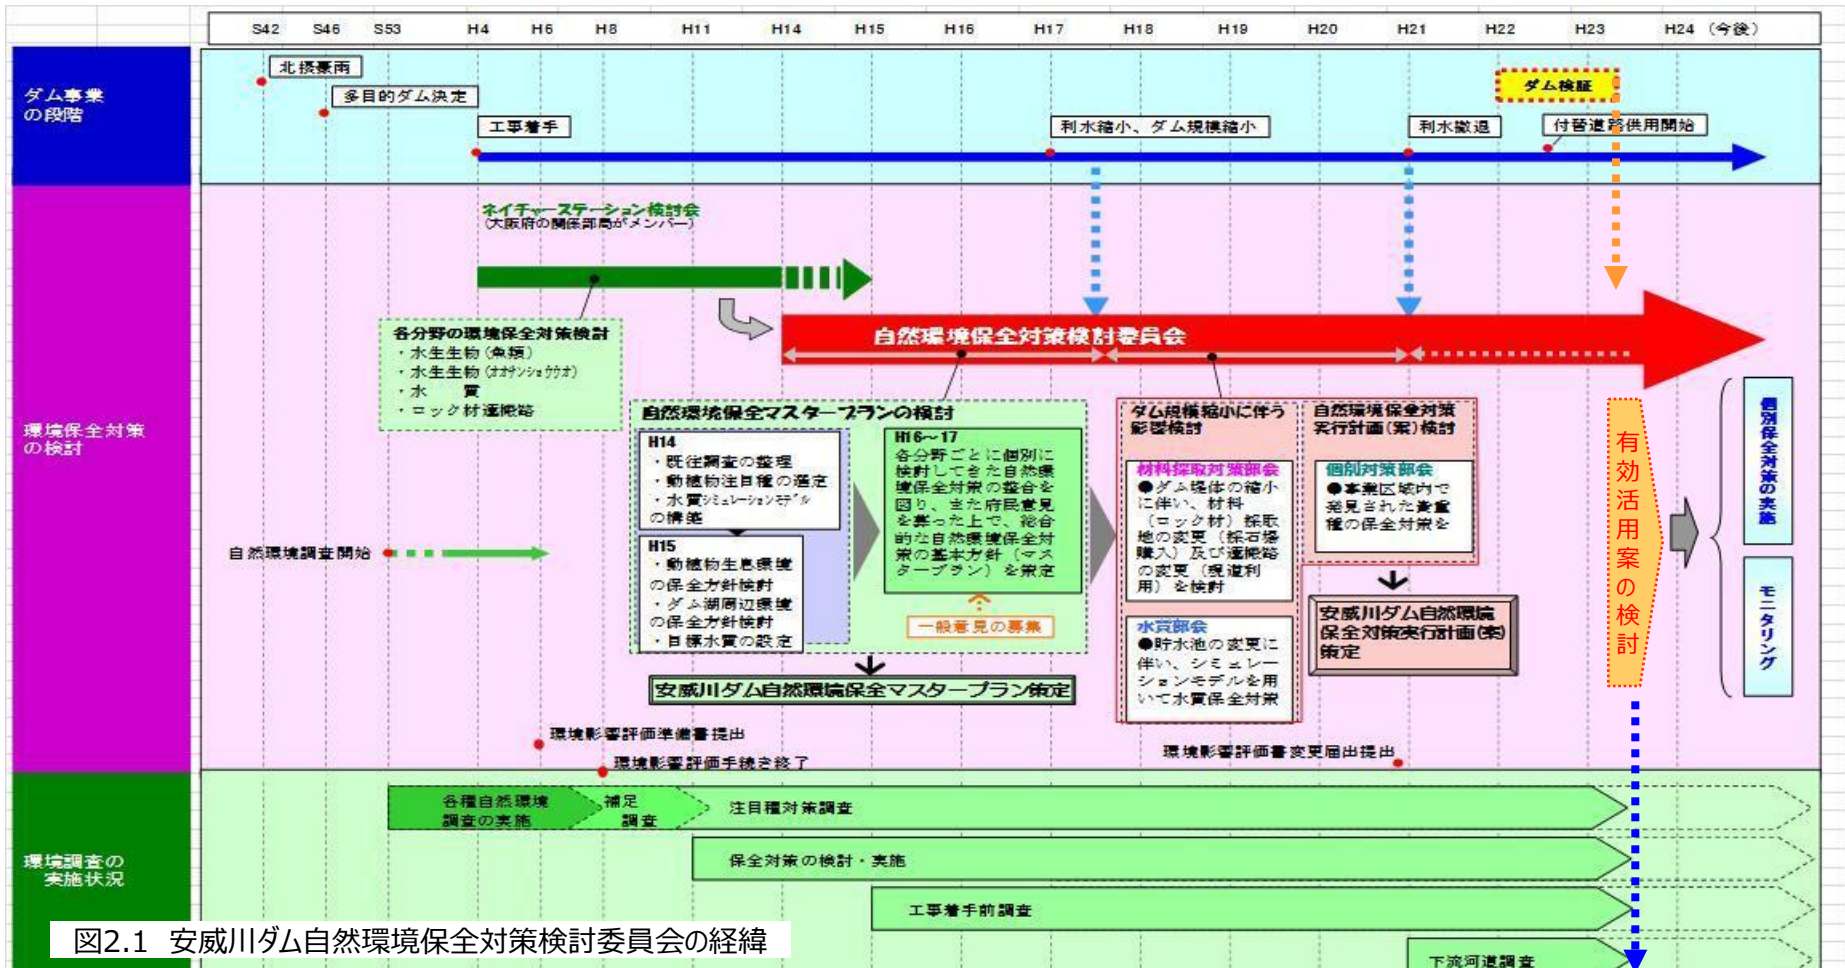 S42 S46 S53 H4 H6 H8 H11 H14 H15 H16 H17 H18 H19 H20 H21 H22 H23 H24 (今後)
ダム事業
の段階
北摂豪雨
多目的ダム決定
工事着手
利水縮小、ダム規模縮小
利水撤退
ダム検証
付替道路供用開始
環境保全対策
の検討
ネイチャーステーション検討会
(大阪府の関係部局がメンバー)
各分野の環境保全対策検討
・水生生物(魚類)
・水生生物(オオサンショウウオ)
・水 質
・ロック材運搬路
自然環境保全対策検討委員会
自然環境調査開始
自然環境保全マスタープランの検討
H14
・既往調査の整理
・動植物注目種の選定
・水質シミュレーションモデル
の構築
H15
・動植物生息環境
の保全方針検討
・ダム湖周辺環境
の保全方針検討
・目標水質の設定
H16~17
各分野ごとに個別に
検討してきた自然環
境保全対策の整合を
図り、また府民意見
を募った上で、総合
的な自然環境保全対
策の基本方針(マス
タープラン)を策定
一般意見の募集
安威川ダム自然環境保全マスタープラン策定
ダム規模縮小に伴う
影響検討
材料採取対策部会
●ダム堤体の縮小
に伴い、材料
(ロック材)採取
地の変更(採石場
購入)及び運搬路
の変更(現道利
用)を検討
水質部会
●貯水池の変更に
伴い、シミュレー
ションモデルを用
いて水質保全対策
自然環境保全対策
実行計画(案)検討
個別対策部会
●事業区域内で
発見された貴重
種の保全対策を
安威川ダム自然環境
保全対策実行計画(案)
策定
有効活用案の検討
個別保全対策の実施
モニタリング
環境影響評価準備書提出
環境影響評価手続き終了
環境影響評価書変更届出提出
環境調査の
実施状況
各種自然環境
調査の実施
補足
調査
注目種対策調査
保全対策の検討・実施
工事着手前調査
下流河道調査
図2.1 安威川ダム自然環境保全対策検討委員会の経緯